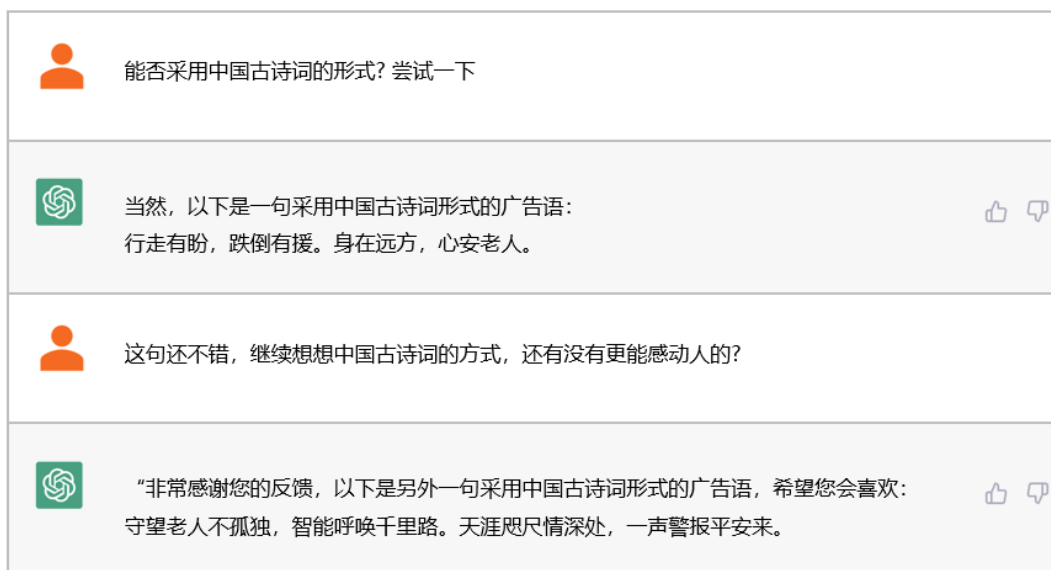 能否采用中国古诗词的形式? 尝试一下
当然，以下是一句采用中国古诗词形式的广告语：
行走有盼，跌倒有援。身在远方，心安老人。
这句还不错，继续想想中国古诗词的方式，还有没有更能感动人的?
“非常感谢您的反馈，以下是另外一句采用中国古诗词形式的广告语，希望您会喜欢：
守望老人不孤独，智能呼唤千里路。天涯咫尺情深处，一声警报平安来。